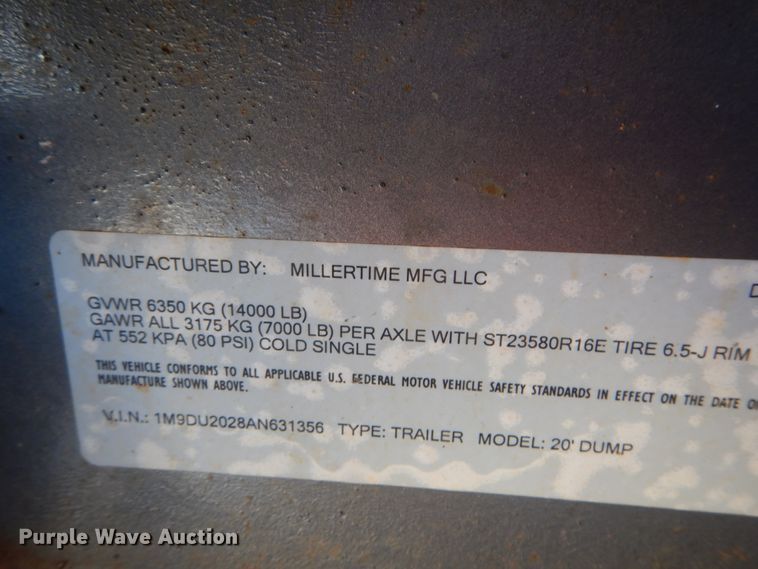 MANUFACTURED BY: MILLERTIME MFG LLC D
GVWR 6350 KG (14000 LB)
GAWR ALL 3175 KG (7000 LB) PER AXLE WITH ST23580R16E TIRE 6.5-J RIM
AT 552 KPA (80 PSI) COLD SINGLE
THIS VEHICLE CONFORMS TO ALL APPLICABLE U.S. FEDERAL MOTOR VEHICLE SAFETY STANDARDS IN EFFECT ON THE DATE O
MANUFACTURE SHOWN ABOVE.
V.I.N.: 1M9DU2028AN631356 TYPE: TRAILER MODEL: 20' DUMP
Purple Wave Auction